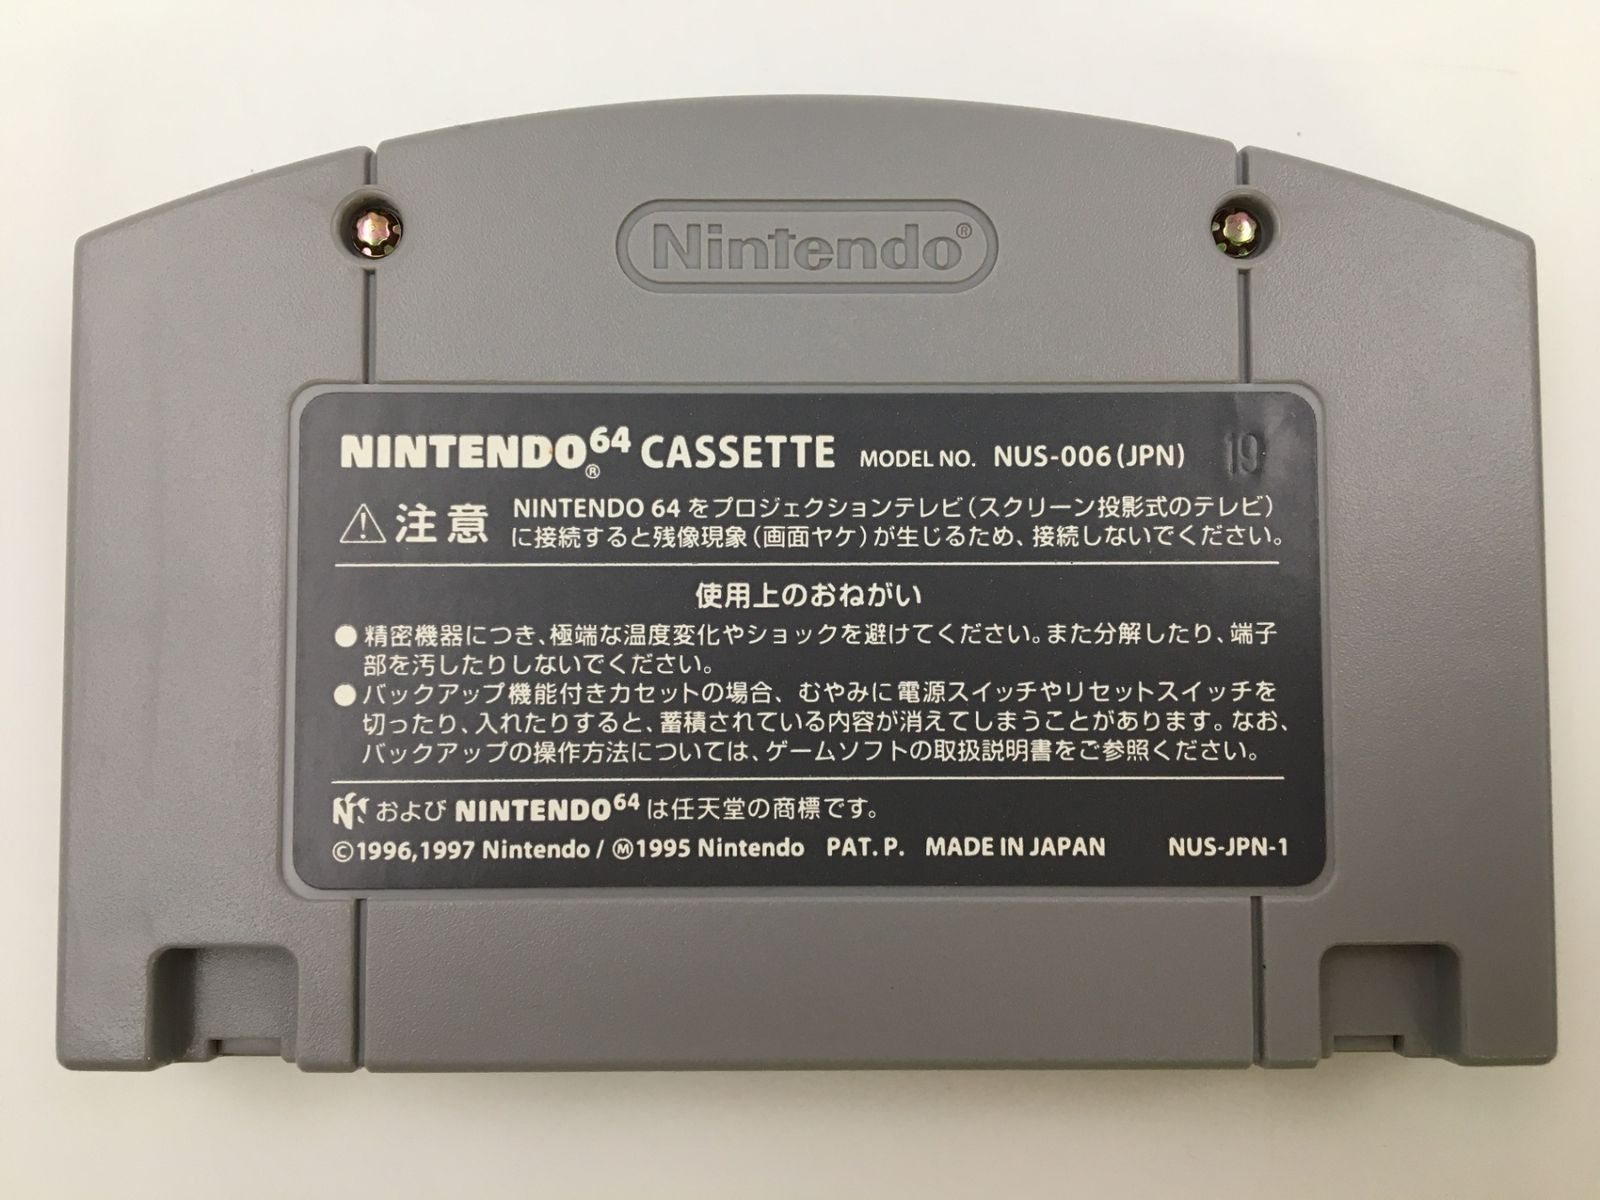 Nintendo®
NINTENDO64® CASSETTE MODEL NO. NUS-006(JPN) 19
⚠注意 NINTENDO 64 をプロジェクションテレビ(スクリーン投影式のテレビ)
に接続すると残像現象(画面ヤケ)が生じるため、接続しないでください。
使用上のおねがい
●精密機器につき、極端な温度変化やショックを避けてください。また分解したり、端子
部を汚したりしないでください。
●バックアップ機能付きカセットの場合、むやみに電源スイッチやリセットスイッチを
切ったり、入れたりすると、蓄積されている内容が消えてしまうことがあります。なお、
バックアップの操作方法については、ゲームソフトの取扱説明書をご参照ください。
および NINTENDO64 は任天堂の商標です。
©1996,1997 Nintendo / Ⓜ1995 Nintendo PAT. P. MADE IN JAPAN NUS-JPN-1